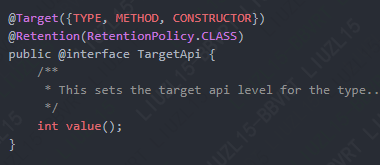 @Target({TYPE, METHOD, CONSTRUCTOR})
@Retention(RetentionPolicy.CLASS)
public @interface TargetApi {
/**
* This sets the target api level for the type..
*/
int value();
}